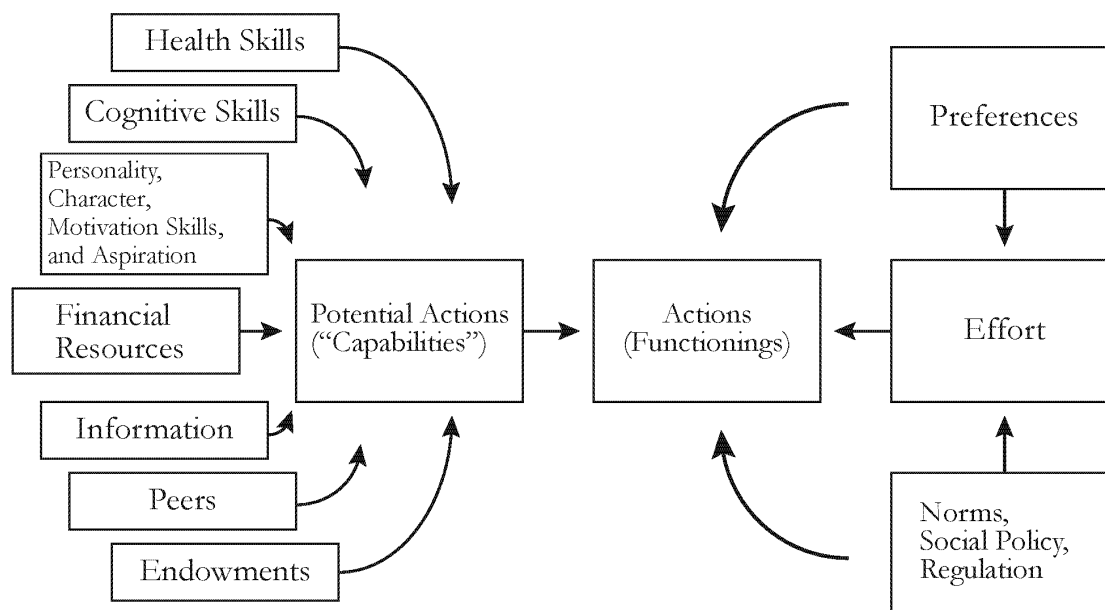 Health Skills
Cognitive Skills
Personality,
Character,
Motivation Skills,
and Aspiration
Financial
Resources
Information
Peers
Endowments
Potential Actions
(“Capabilities”)
Actions
(Functionings)
Preferences
Effort
Norms,
Social Policy,
Regulation